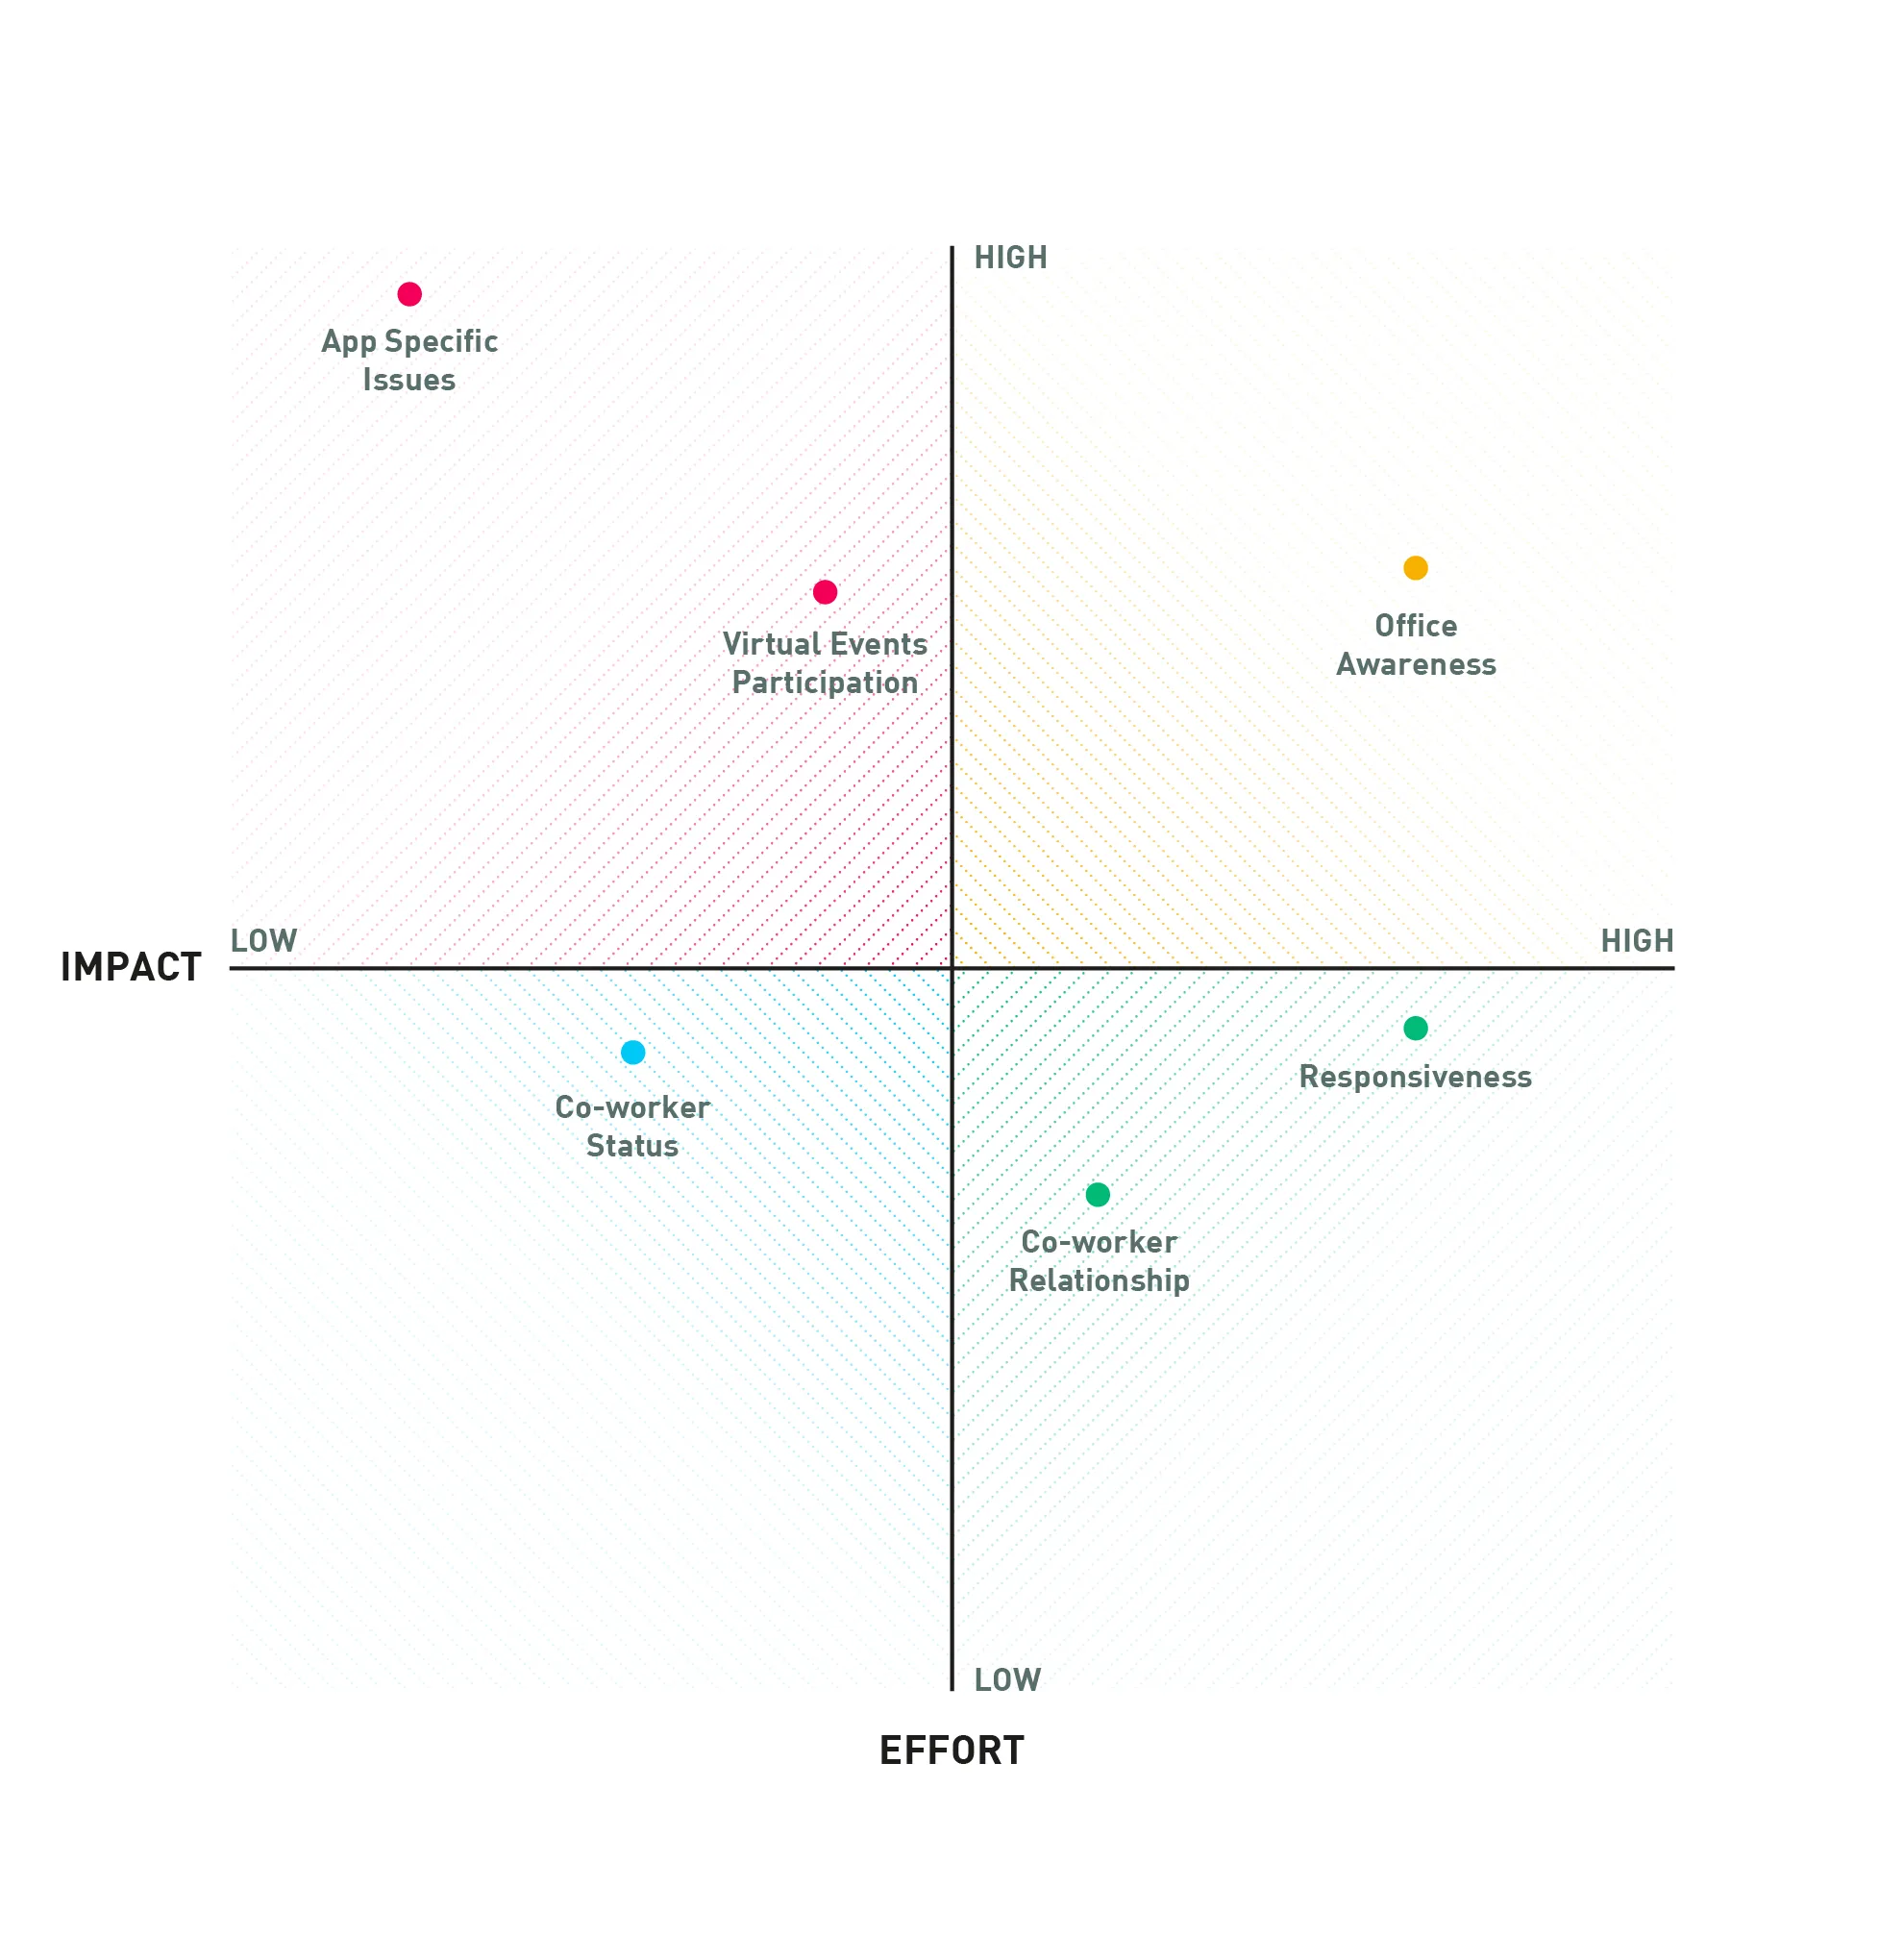 HIGH
App Specific
Issues
Virtual Events
Participation
Office
Awareness
LOW
HIGH
IMPACT
Responsiveness
Co-worker
Status
Co-worker
Relationship
LOW
EFFORT